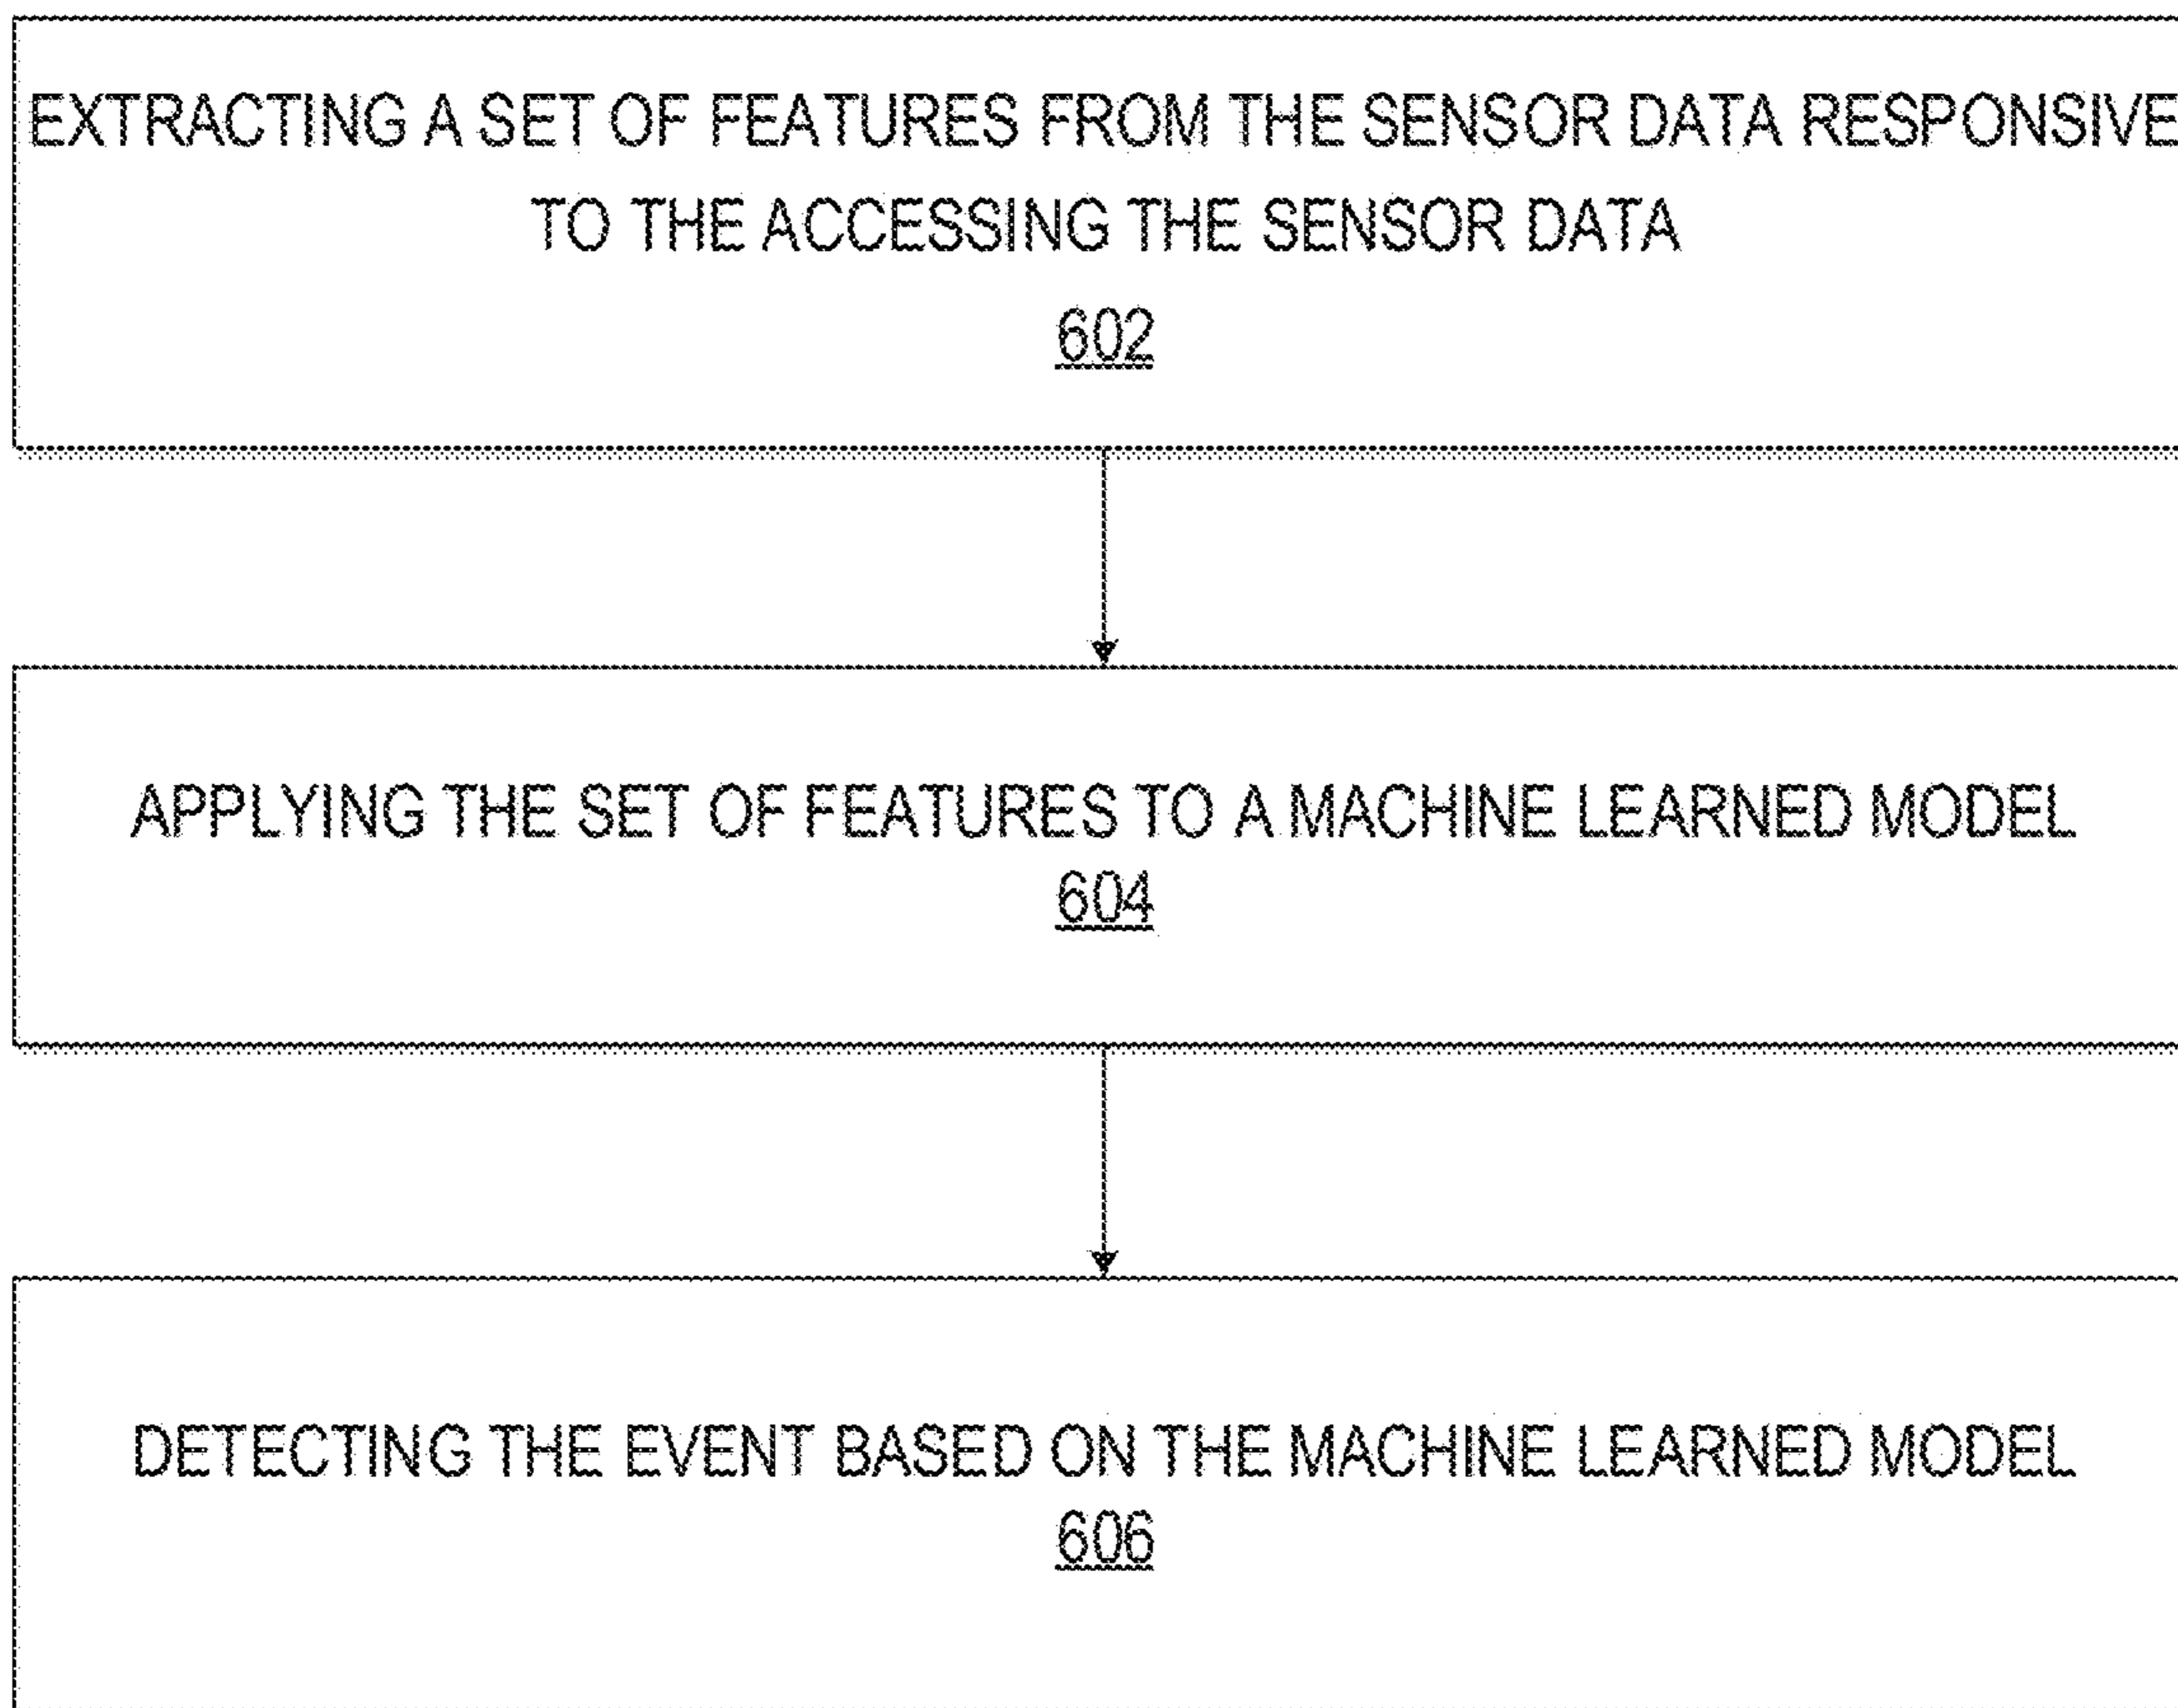 EXTRACTING A SET OF FEATURES FROM THE SENSOR DATA RESPONSIVE
TO THE ACCESSING THE SENSOR DATA
602
APPLYING THE SET OF FEATURES TO A MACHINE LEARNED MODEL
604
DETECTING THE EVENT BASED ON THE MACHINE LEARNED MODEL
606